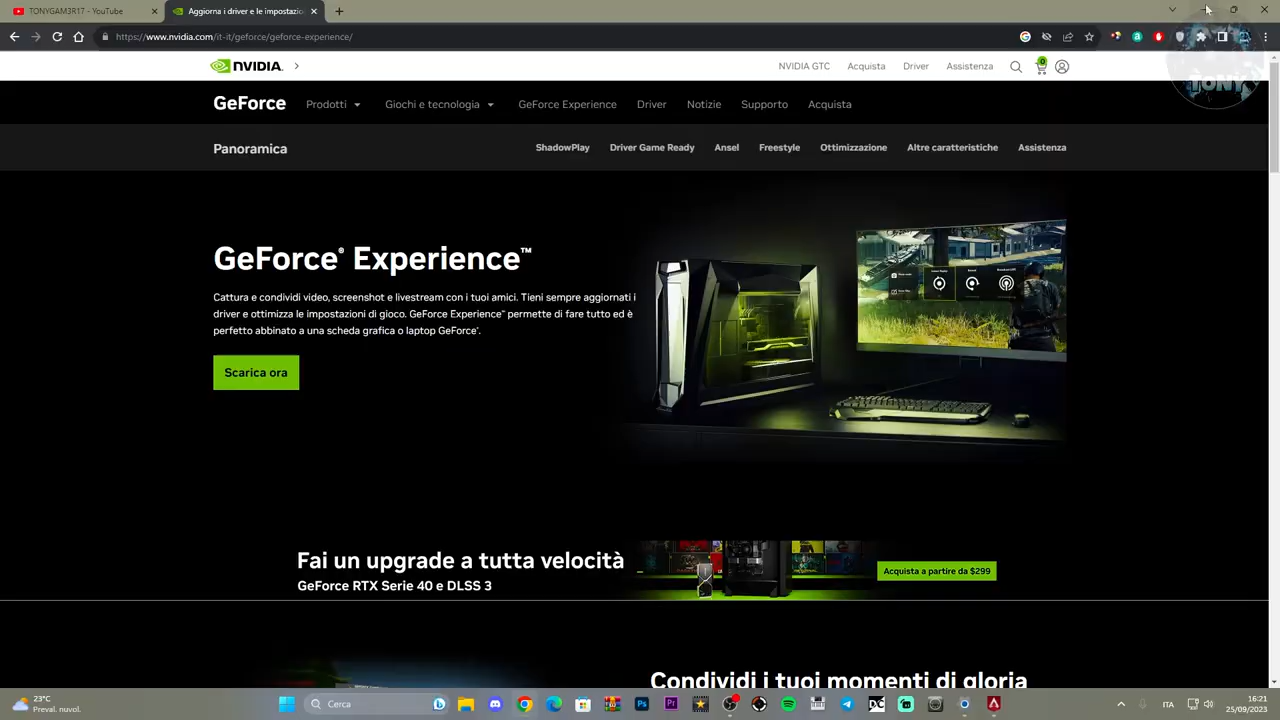 TONYGAM3R17 - YouTube
Aggiorna i driver e le impostazio
https://www.nvidia.com/it-it/geforce/geforce-experience/
TONY
NVIDIA.
NVIDIA GTC
Acquista
Driver
Assistenza
0
GeForce
Prodotti
Giochi e tecnologia
GeForce Experience
Driver
Notizie
Supporto
Acquista
Panoramica
ShadowPlay
Driver Game Ready
Ansel
Freestyle
Ottimizzazione
Altre caratteristiche
Assistenza
GeForce® Experience™
Cattura e condividi video, screenshot e livestream con i tuoi amici. Tieni sempre aggiornati i
driver e ottimizza le impostazioni di gioco. GeForce Experience™ permette di fare tutto ed è
perfetto abbinato a una scheda grafica o laptop GeForce®.
Scarica ora
Fai un upgrade a tutta velocità
GeForce RTX Serie 40 e DLSS 3
Acquista a partire da $299
Condividi i tuoi momenti di gloria
23°C
Preval. nuvol.
Cerca
ITA
16:21
25/09/2023